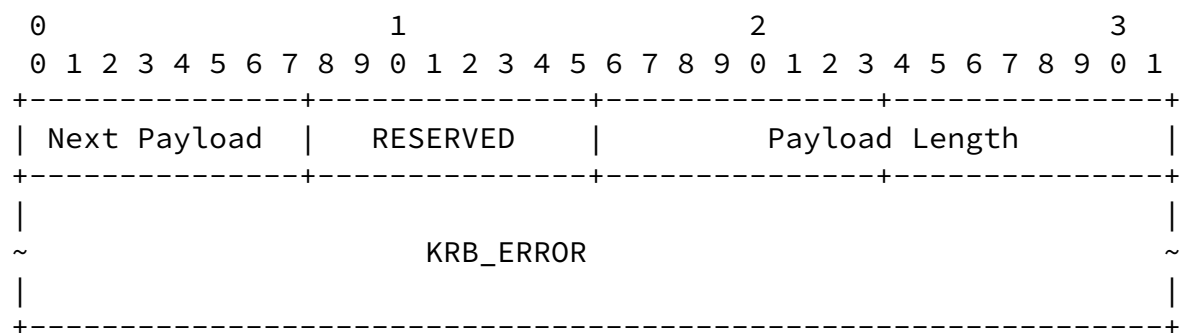 0                   1                   2                   3
 0 1 2 3 4 5 6 7 8 9 0 1 2 3 4 5 6 7 8 9 0 1 2 3 4 5 6 7 8 9 0 1
+---------------+---------------+---------------+---------------+
| Next Payload  |   RESERVED    |         Payload Length        |
+---------------+---------------+---------------+---------------+
|                                                               |
~                      KRB_ERROR                                ~
|                                                               |
+---------------------------------------------------------------+